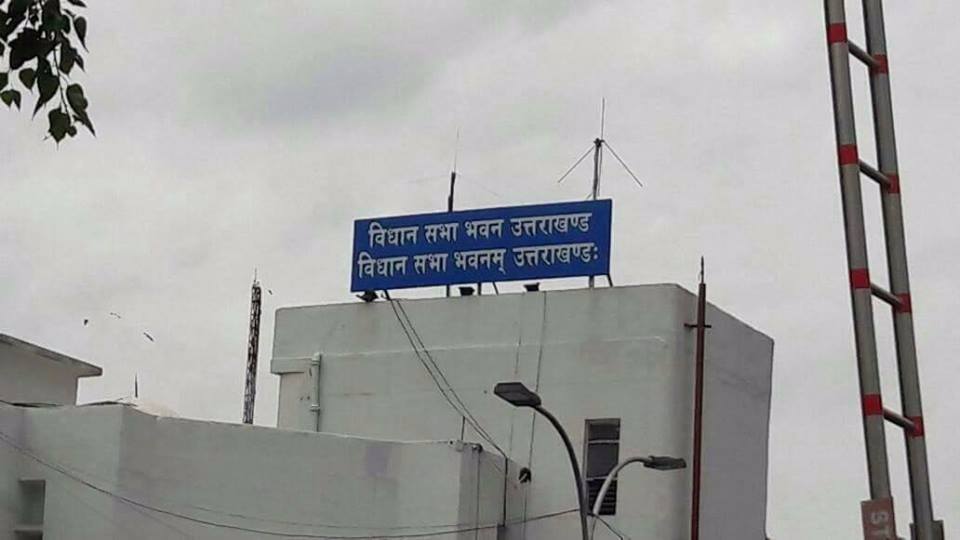 विधान सभा भवन उत्तराखण्ड
विधान सभा भवनम् उत्तराखण्डः